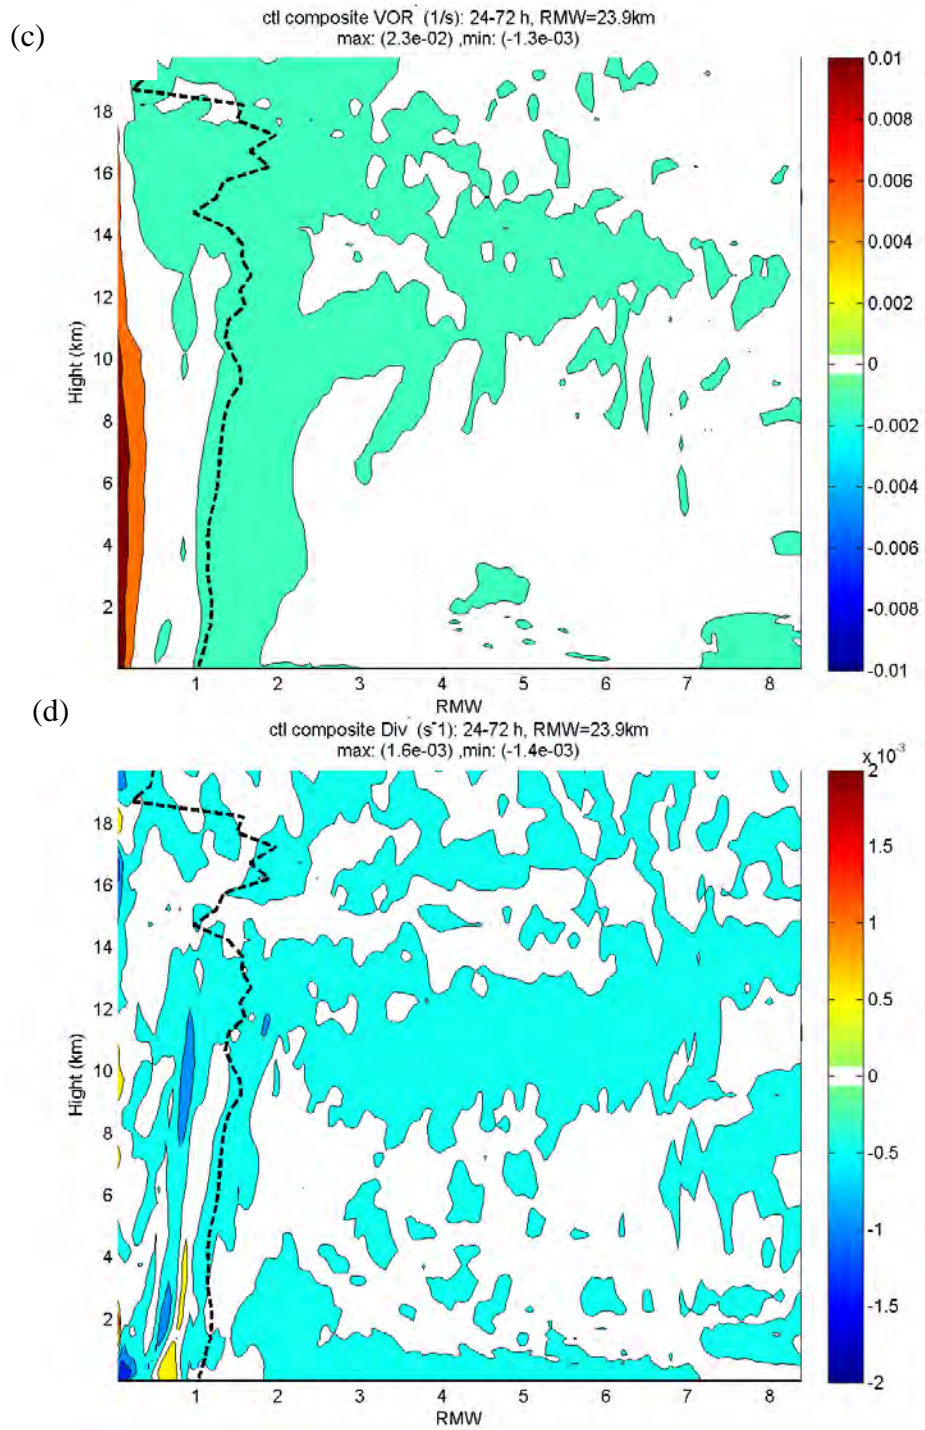 (c)
ctl composite VOR (1/s): 24-72 h, RMW=23.9km
max: (2.3e-02) ,min: (-1.3e-03)
18
16
14
12
10
8
6
4
2
Hight (km)
1 2 3 4 5 6 7 8
RMW
0.01
0.008
0.006
0.004
0.002
0
-0.002
-0.004
-0.006
-0.008
-0.01
(d)
ctl composite Div (s-1): 24-72 h, RMW=23.9km
max: (1.6e-03) ,min: (-1.4e-03)
18
16
14
12
10
8
6
4
2
Hight (km)
1 2 3 4 5 6 7 8
RMW
x 10-3
2
1.5
1
0.5
0
-0.5
-1
-1.5
-2